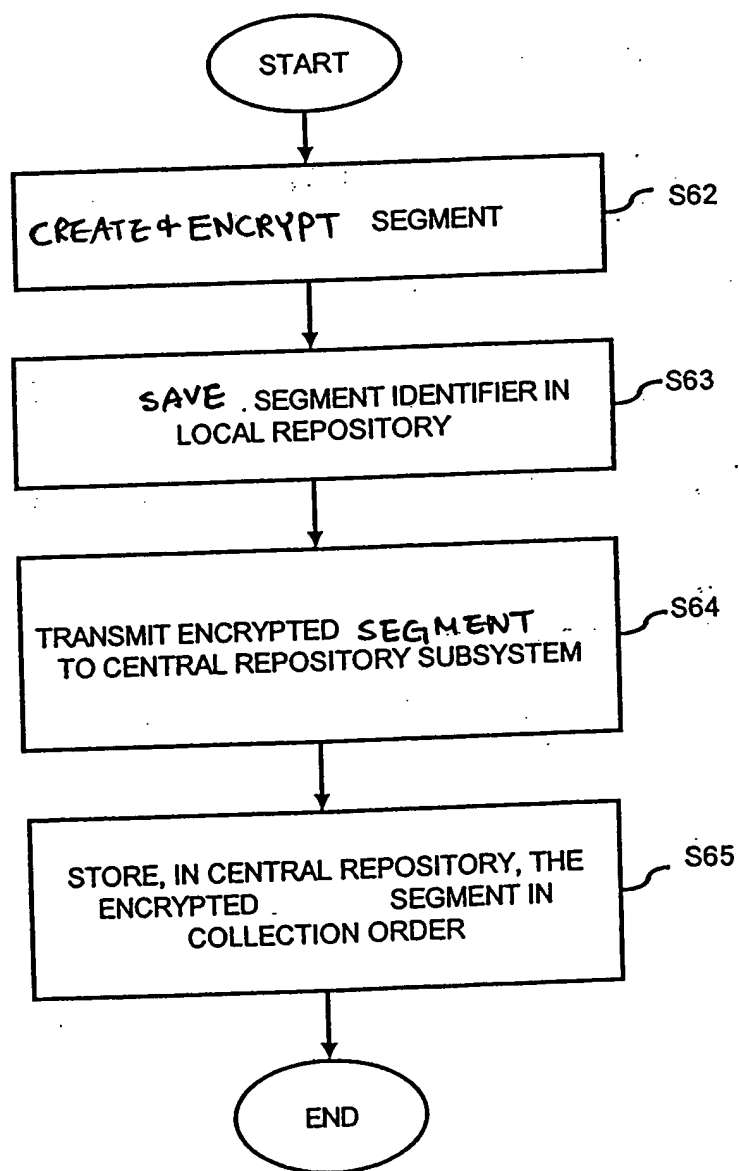 START
CREATE & ENCRYPT SEGMENT
S62
SAVE SEGMENT IDENTIFIER IN
LOCAL REPOSITORY
S63
TRANSMIT ENCRYPTED SEGMENT
TO CENTRAL REPOSITORY SUBSYSTEM
S64
STORE, IN CENTRAL REPOSITORY, THE
ENCRYPTED SEGMENT IN
COLLECTION ORDER
S65
END